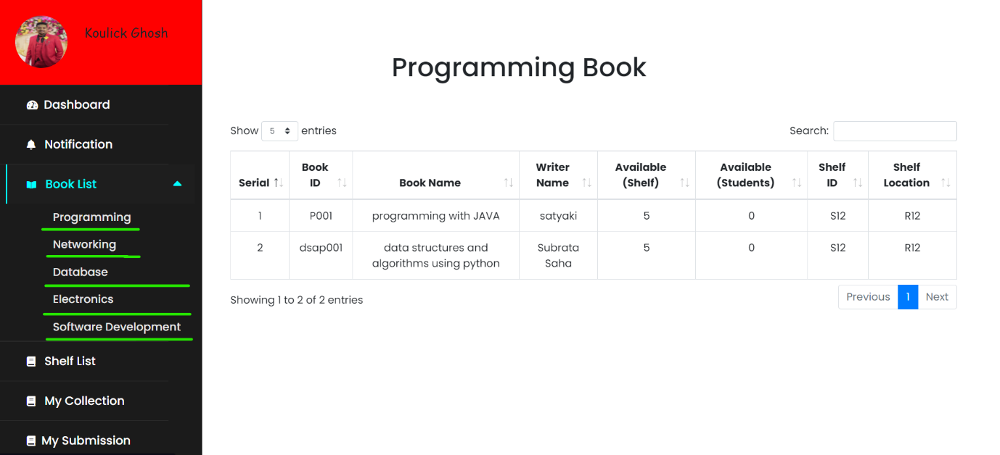 Koulick Ghosh
Dashboard
Notification
Book List
Programming
Networking
Database
Electronics
Software Development
Shelf List
My Collection
My Submission
Programming Book
Show 5 entries
Search:
Serial Book ID Book Name Writer Name Available (Shelf) Available (Students) Shelf ID Shelf Location
1 P001 programming with JAVA satyaki 5 0 S12 R12
2 dsap001 data structures and algorithms using python Subrata Saha 5 0 S12 R12
Showing 1 to 2 of 2 entries
Previous 1 Next